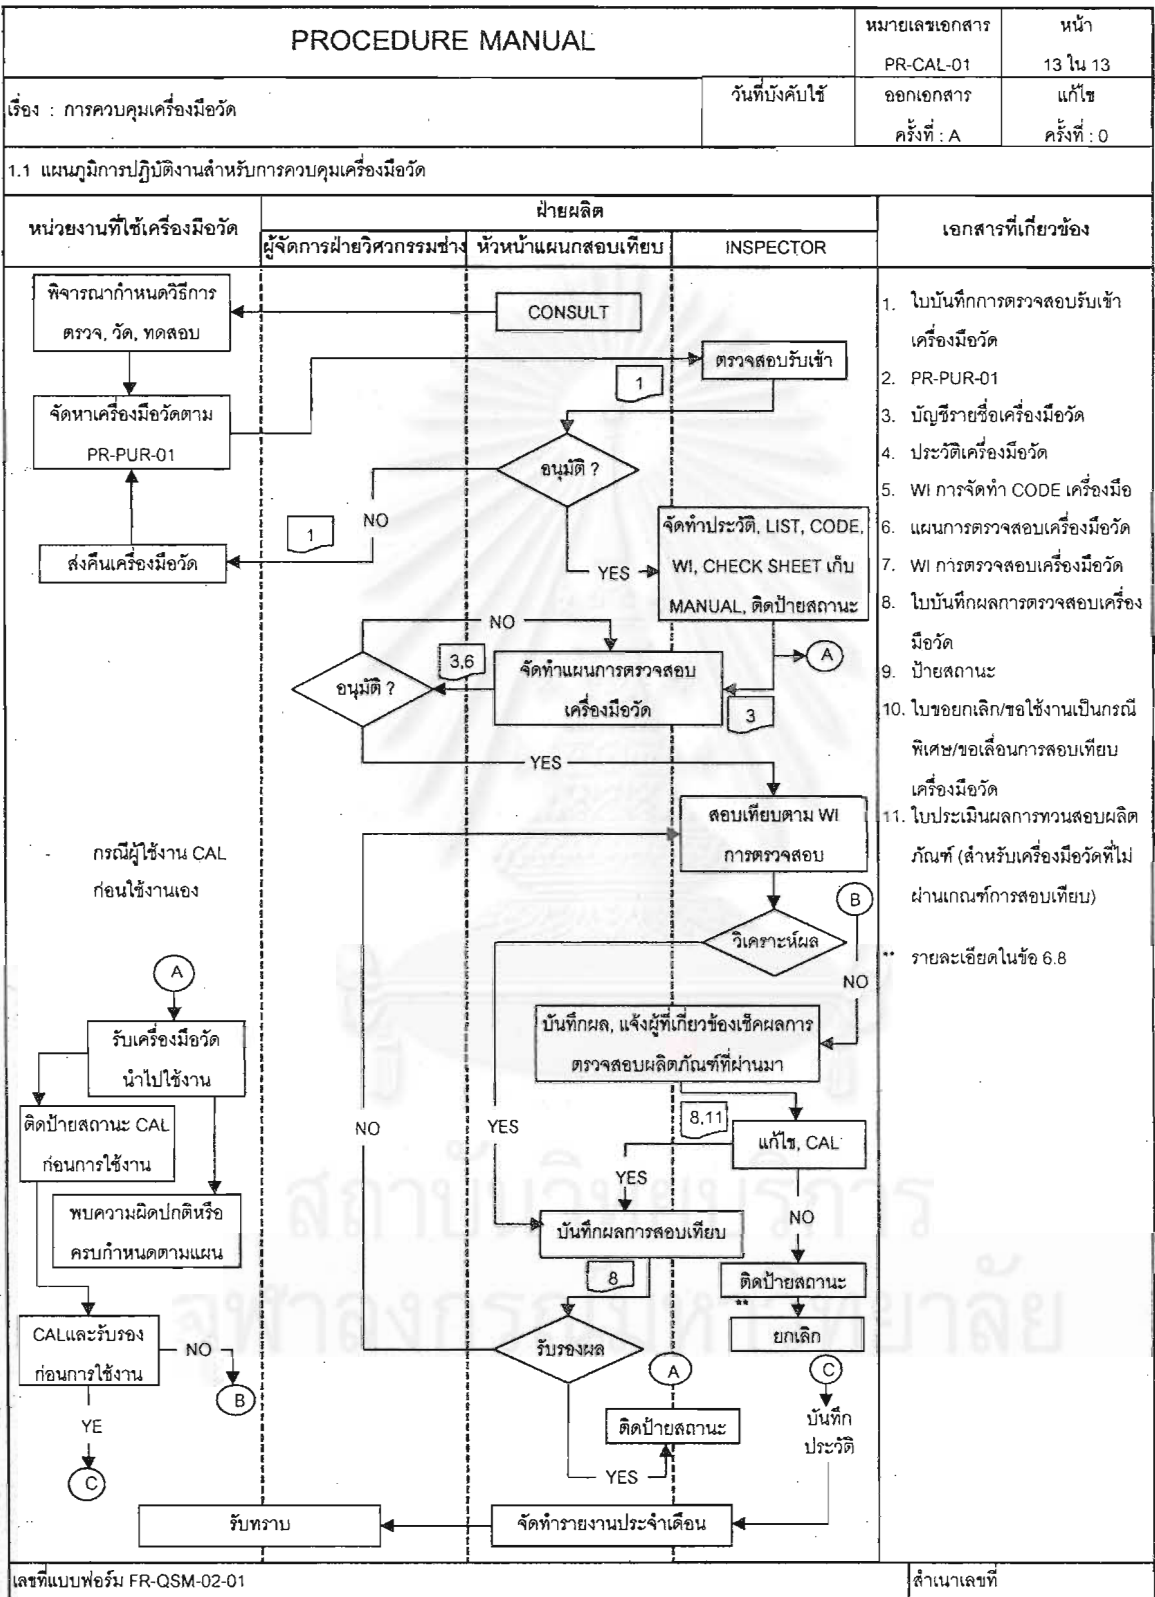 PROCEDURE MANUAL
หมายเลขเอกสาร
PR-CAL-01
หน้า
13 ใน 13
เรื่อง : การควบคุมเครื่องมือวัด
วันที่บังคับใช้
ออกเอกสาร
ครั้งที่ : A
แก้ไข
ครั้งที่ : 0
1.1 แผนภูมิการปฏิบัติงานสำหรับการควบคุมเครื่องมือวัด
หน่วยงานที่ใช้เครื่องมือวัด
ฝ่ายผลิต
ผู้จัดการฝ่ายวิศวกรรมช่าง
หัวหน้าแผนกสอบเทียบ
INSPECTOR
เอกสารที่เกี่ยวข้อง
พิจารณากำหนดวิธีการ
ตรวจ, วัด, ทดสอบ
CONSULT
ตรวจสอบรับเข้า
1
จัดหาเครื่องมือวัดตาม
PR-PUR-01
อนุมัติ ?
NO
1
ส่งคืนเครื่องมือวัด
YES
จัดทำประวัติ, LIST, CODE,
WI, CHECK SHEET เก็บ
MANUAL, ติดป้ายสถานะ
A
NO
3,6
อนุมัติ ?
จัดทำแผนการตรวจสอบ
เครื่องมือวัด
3
YES
สอบเทียบตาม WI
การตรวจสอบ
กรณีผู้ใช้งาน CAL
ก่อนใช้งานเอง
B
วิเคราะห์ผล
NO
A
รับเครื่องมือวัด
นำไปใช้งาน
บันทึกผล, แจ้งผู้ที่เกี่ยวข้องเช็คผลการ
ตรวจสอบผลิตภัณฑ์ที่ผ่านมา
ติดป้ายสถานะ CAL
ก่อนการใช้งาน
NO
YES
8,11
แก้ไข, CAL
YES
พบความผิดปกติหรือ
ครบกำหนดตามแผน
บันทึกผลการสอบเทียบ
NO
8
ติดป้ายสถานะ
**
ยกเลิก
CALและรับรอง
ก่อนการใช้งาน
NO
B
รับรองผล
A
C
YE
ติดป้ายสถานะ
บันทึก
ประวัติ
C
YES
รับทราบ
จัดทำรายงานประจำเดือน
1. ใบบันทึกการตรวจสอบรับเข้า
เครื่องมือวัด
2. PR-PUR-01
3. บัญชีรายชื่อเครื่องมือวัด
4. ประวัติเครื่องมือวัด
5. WI การจัดทำ CODE เครื่องมือ
6. แผนการตรวจสอบเครื่องมือวัด
7. WI การตรวจสอบเครื่องมือวัด
8. ใบบันทึกผลการตรวจสอบเครื่อง
มือวัด
9. ป้ายสถานะ
10. ใบขอยกเลิก/ขอใช้งานเป็นกรณี
พิเศษ/ขอเลื่อนการสอบเทียบ
เครื่องมือวัด
11. ใบประเมินผลการทวนสอบผลิต
ภัณฑ์ (สำหรับเครื่องมือวัดที่ไม่
ผ่านเกณฑ์การสอบเทียบ)
** รายละเอียดในข้อ 6.8
สถาบันวิทยบริการ
จุฬาลงกรณ์มหาวิทยาลัย
เลขที่แบบฟอร์ม FR-QSM-02-01
สำเนาเลขที่